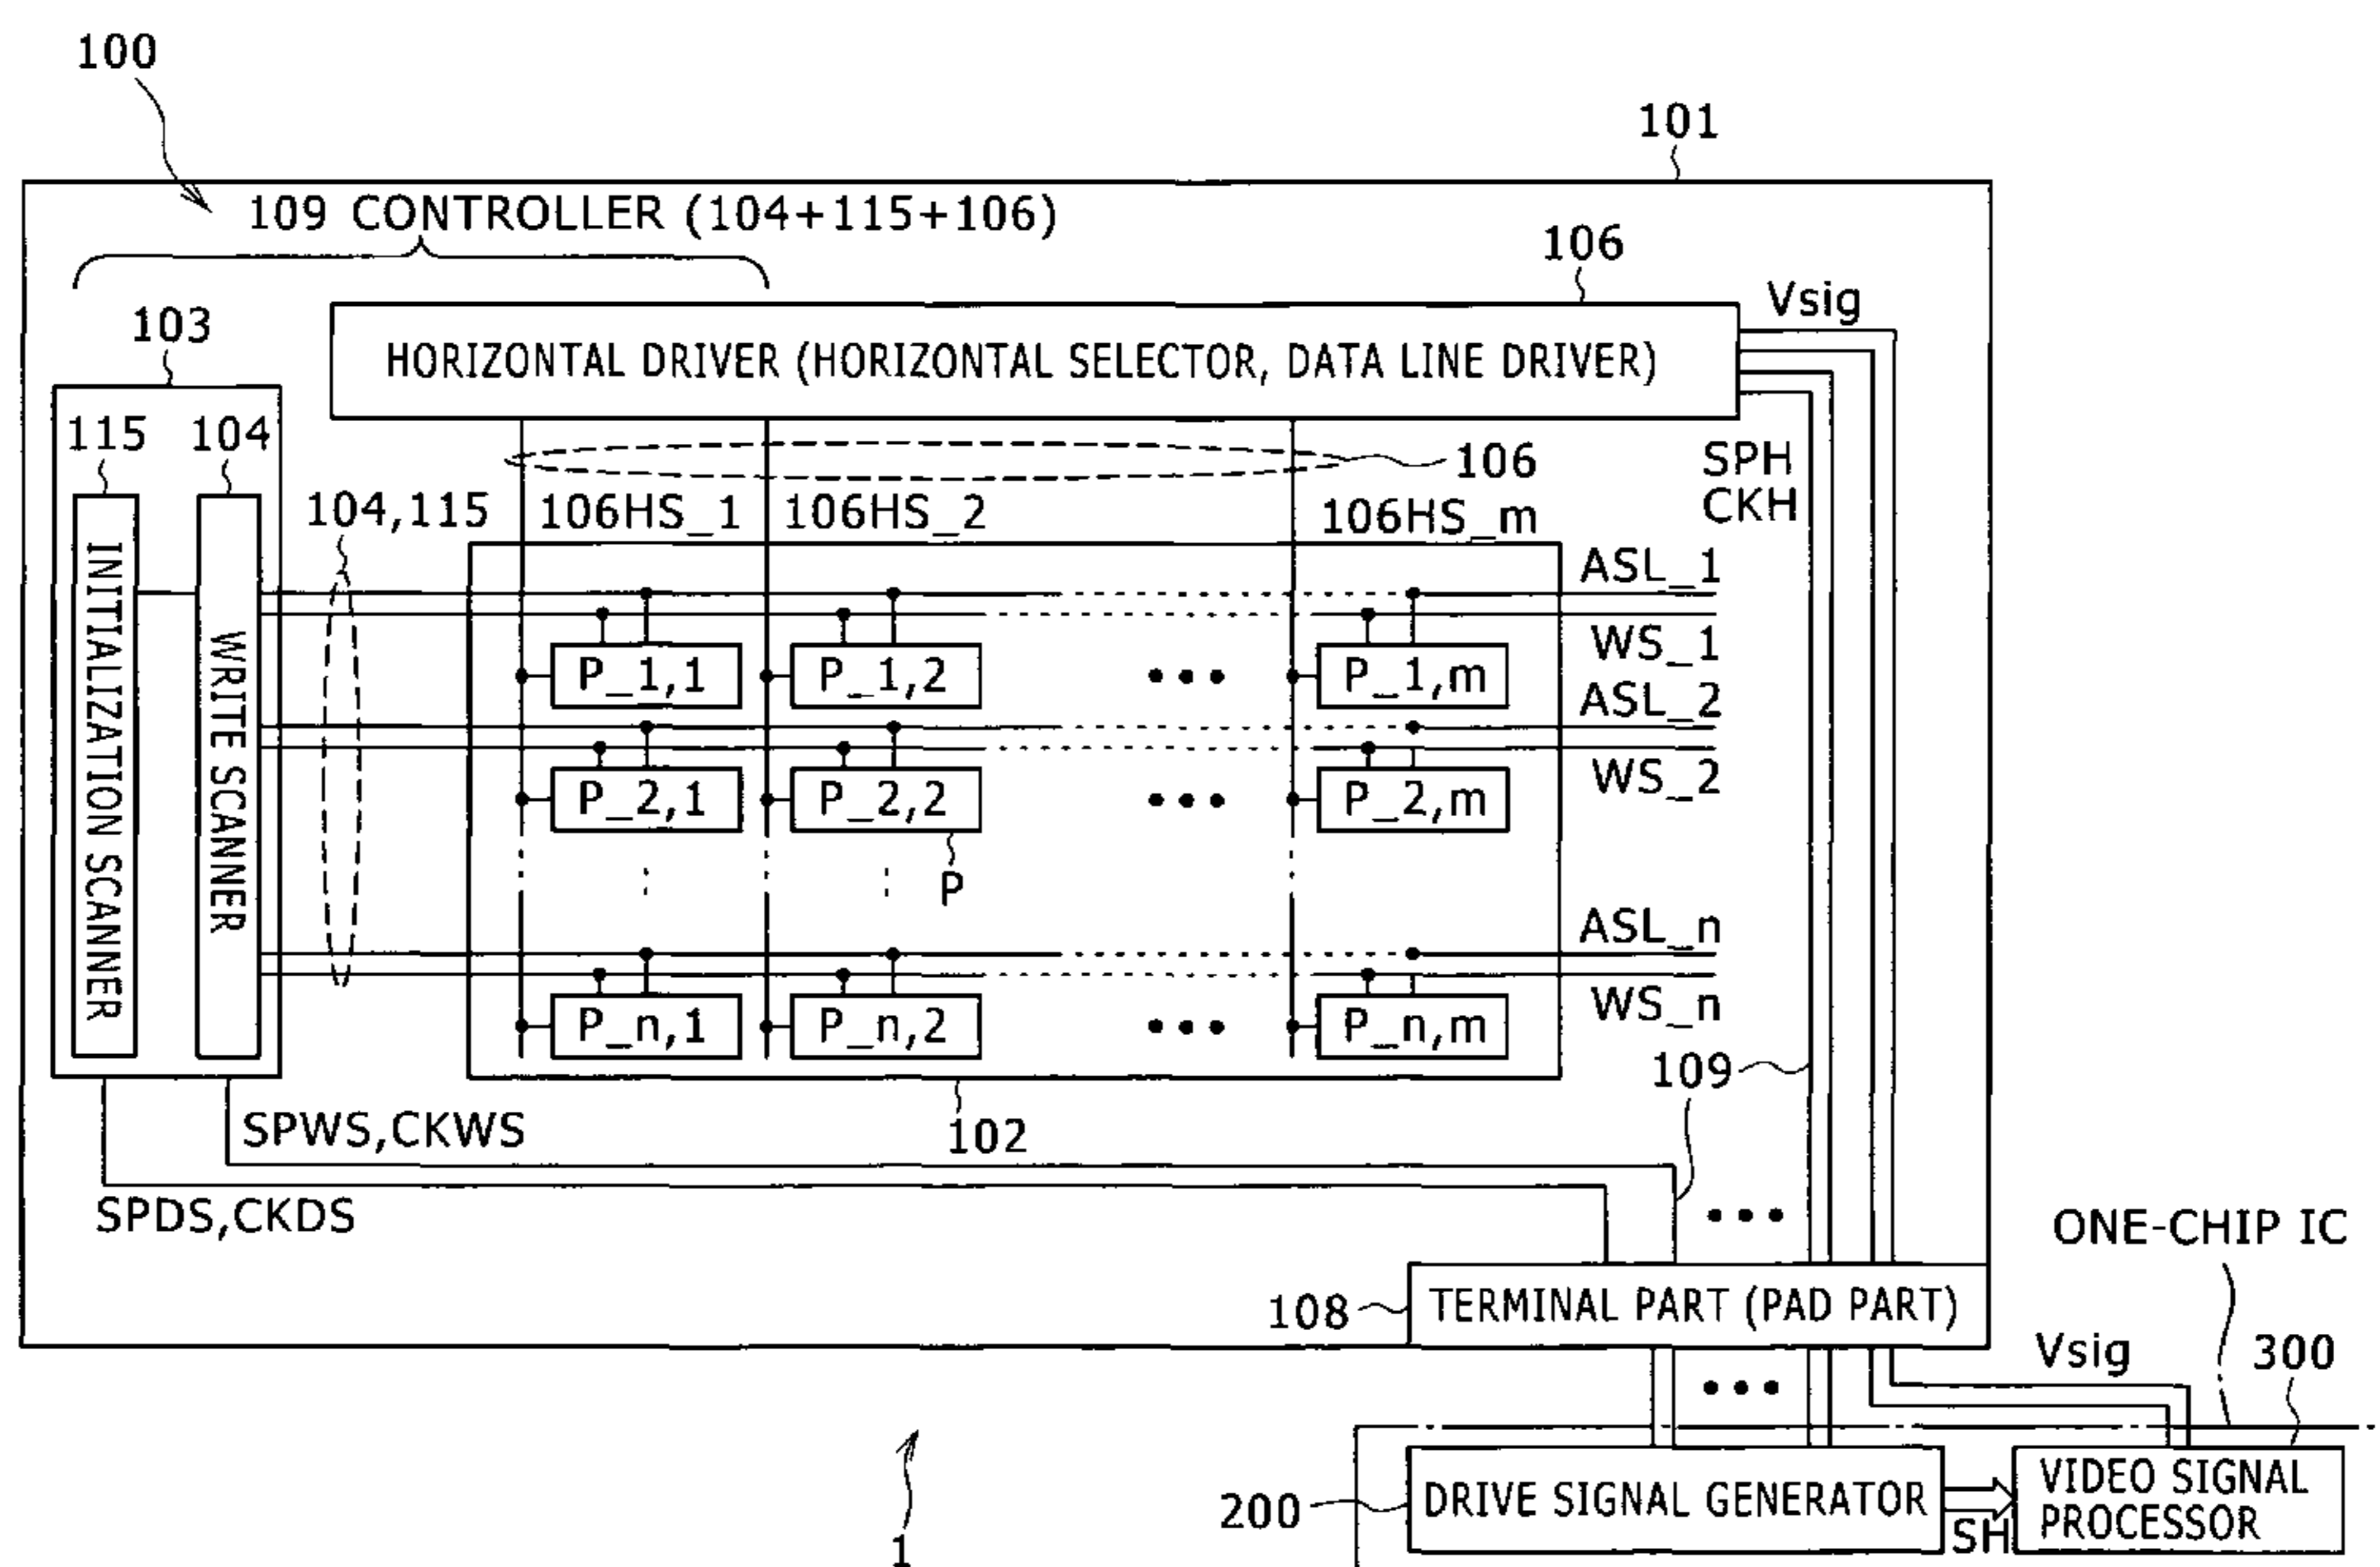 100
101
109 CONTROLLER (104+115+106)
106
Vsig
103
HORIZONTAL DRIVER (HORIZONTAL SELECTOR, DATA LINE DRIVER)
115
104
106
SPH
CKH
104,115
106HS_1
106HS_2
106HS_m
INITIALIZATION SCANNER
WRITE SCANNER
ASL_1
WS_1
P_1,1
P_1,2
P_1,m
ASL_2
WS_2
P_2,1
P_2,2
P_2,m
P
ASL_n
WS_n
P_n,1
P_n,2
P_n,m
109
102
SPWS,CKWS
SPDS,CKDS
ONE-CHIP IC
108
TERMINAL PART (PAD PART)
Vsig
300
200
DRIVE SIGNAL GENERATOR
SH
VIDEO SIGNAL
PROCESSOR
1